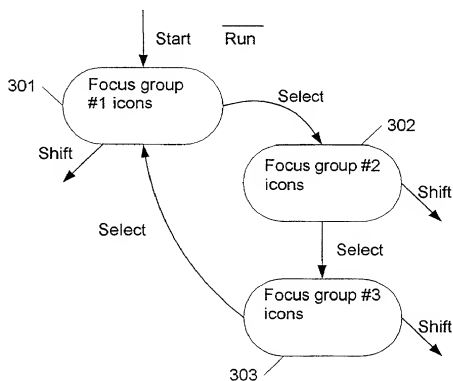 Start
Run
301
Focus group
#1 icons
Select
302
Shift
Focus group #2
icons
Shift
Select
Select
Focus group #3
icons
Shift
303